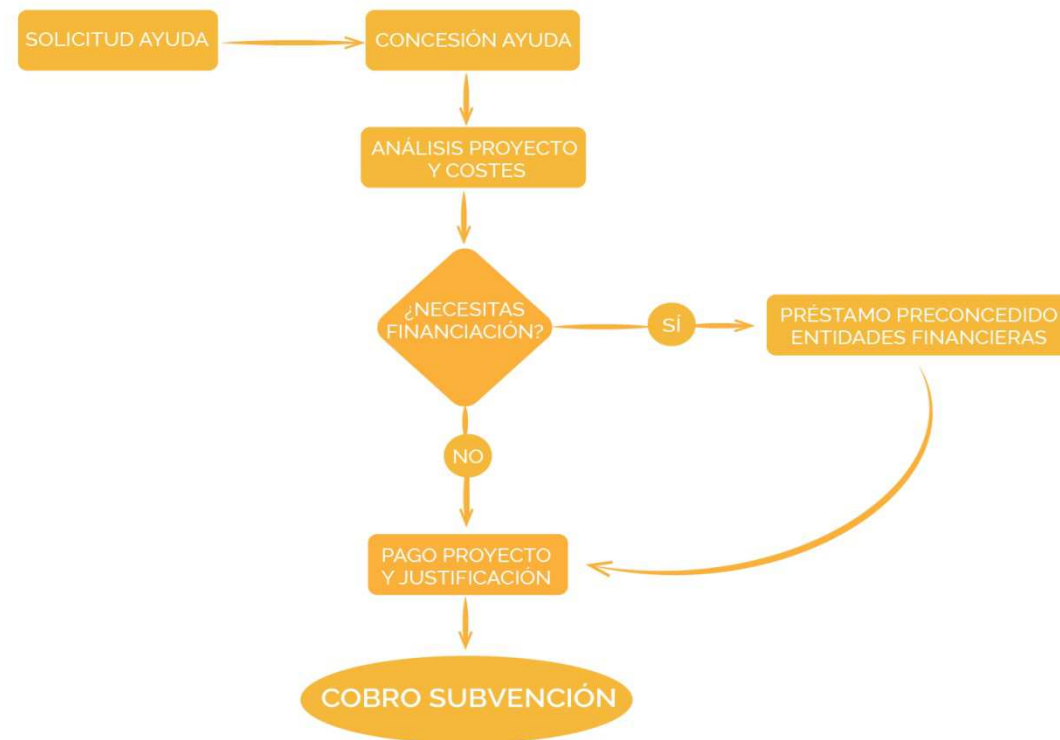 SOLICITUD AYUDA
CONCESIÓN AYUDA
ANÁLISIS PROYECTO
Y COSTES
¿NECESITAS
FINANCIACIÓN?
SÍ
PRÉSTAMO PRECONCEDIDO
ENTIDADES FINANCIERAS
NO
PAGO PROYECTO
Y JUSTIFICACIÓN
COBRO SUBVENCIÓN